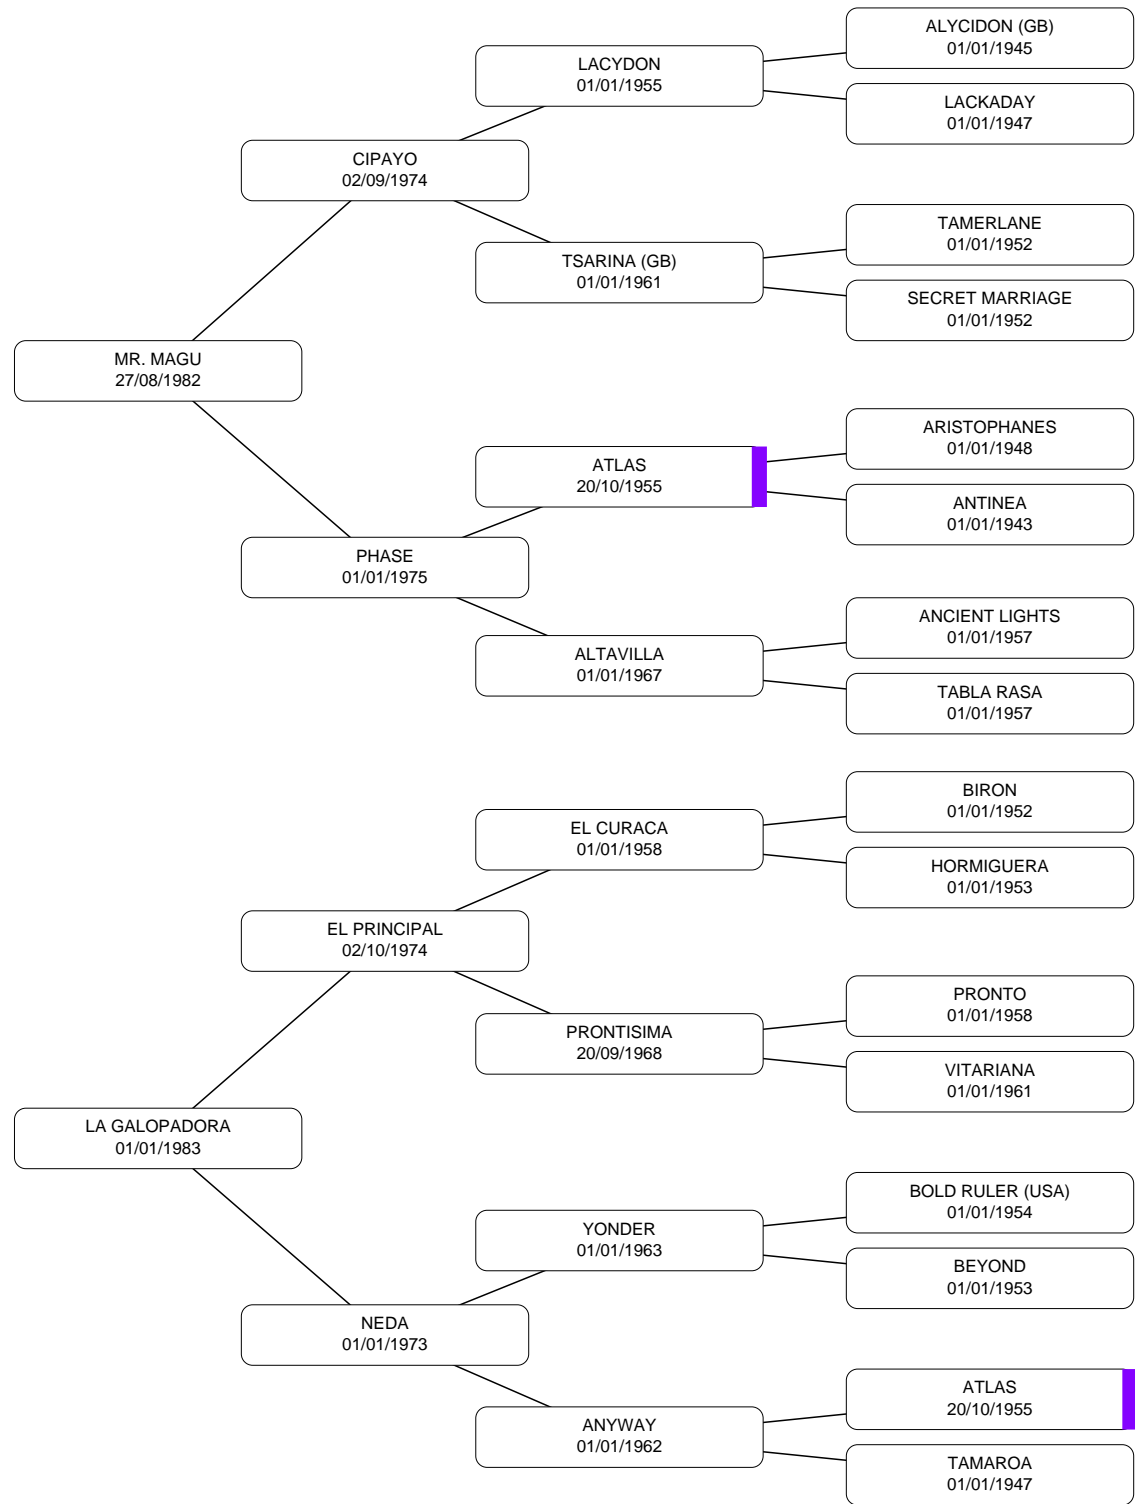 ALYCIDON (GB)
01/01/1945
LACYDON
01/01/1955
LACKADAY
01/01/1947
CIPAYO
02/09/1974
TAMERLANE
01/01/1952
TSARINA (GB)
01/01/1961
SECRET MARRIAGE
01/01/1952
MR. MAGU
27/08/1982
ARISTOPHANES
01/01/1948
ATLAS
20/10/1955
ANTINEA
01/01/1943
PHASE
01/01/1975
ANCIENT LIGHTS
01/01/1957
ALTAVILLA
01/01/1967
TABLA RASA
01/01/1957
BIRON
01/01/1952
EL CURACA
01/01/1958
HORMIGUERA
01/01/1953
EL PRINCIPAL
02/10/1974
PRONTO
01/01/1958
PRONTISIMA
20/09/1968
VITARIANA
01/01/1961
LA GALOPADORA
01/01/1983
BOLD RULER (USA)
01/01/1954
YONDER
01/01/1963
BEYOND
01/01/1953
NEDA
01/01/1973
ATLAS
20/10/1955
ANYWAY
01/01/1962
TAMAROA
01/01/1947